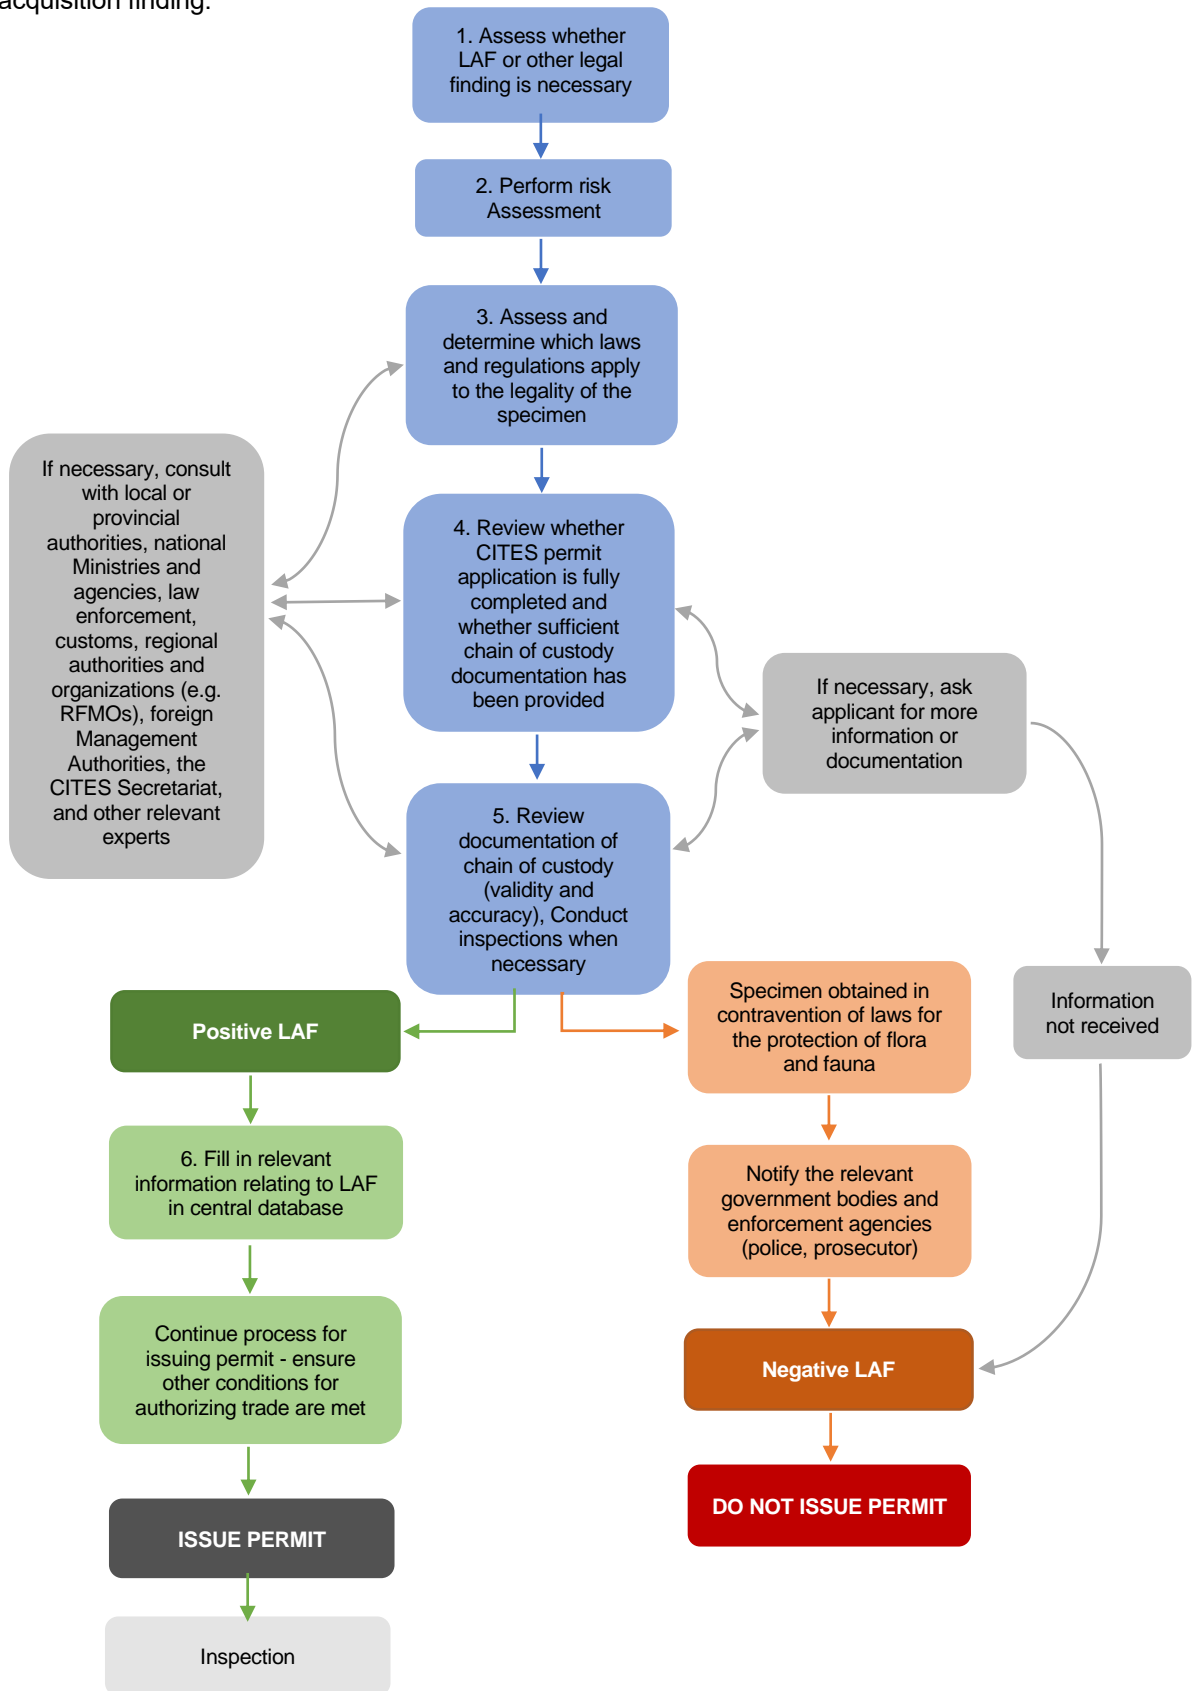 acquisition finding.
1. Assess whether
LAF or other legal
finding is necessary
2. Perform risk
Assessment
3. Assess and
determine which laws
and regulations apply
to the legality of the
specimen
If necessary, consult
with local or
provincial
authorities, national
Ministries and
agencies, law
enforcement,
customs, regional
authorities and
organizations (e.g.
RFMOs), foreign
Management
Authorities, the
CITES Secretariat,
and other relevant
experts
4. Review whether
CITES permit
application is fully
completed and
whether sufficient
chain of custody
documentation has
been provided
If necessary, ask
applicant for more
information or
documentation
5. Review
documentation of
chain of custody
(validity and
accuracy), Conduct
inspections when
necessary
Positive LAF
Specimen obtained in
contravention of laws for
the protection of flora
and fauna
Information
not received
6. Fill in relevant
information relating to LAF
in central database
Notify the relevant
government bodies and
enforcement agencies
(police, prosecutor)
Continue process for
issuing permit - ensure
other conditions for
authorizing trade are met
Negative LAF
ISSUE PERMIT
DO NOT ISSUE PERMIT
Inspection